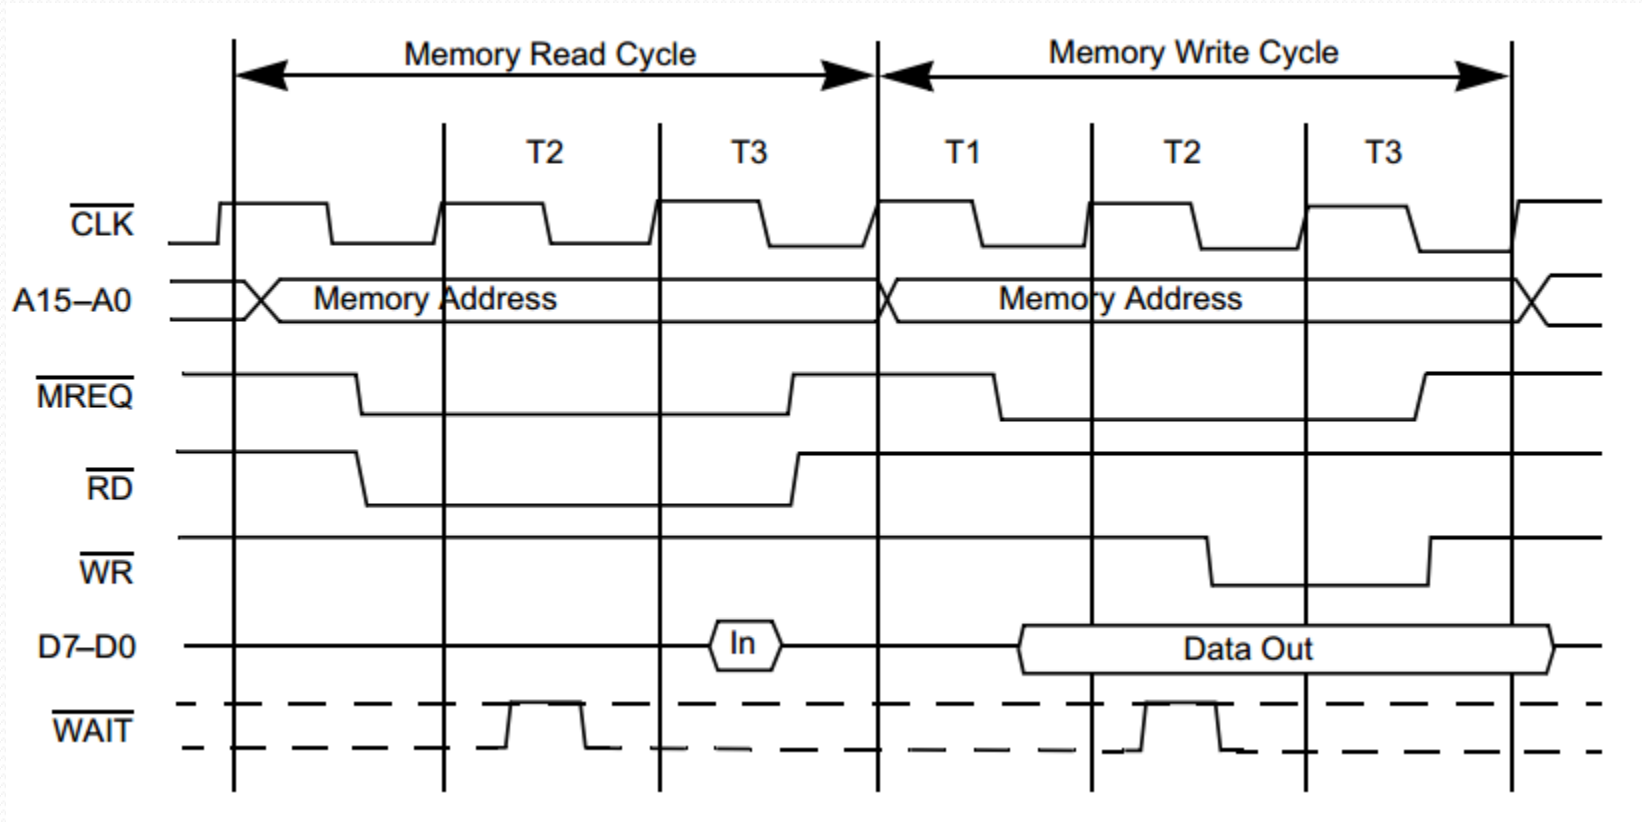 Memory Read Cycle Memory Write Cycle
T2 T3 T1 T2 T3
CLK
A15–A0 Memory Address Memory Address
MREQ
RD
WR
D7–D0 In Data Out
WAIT